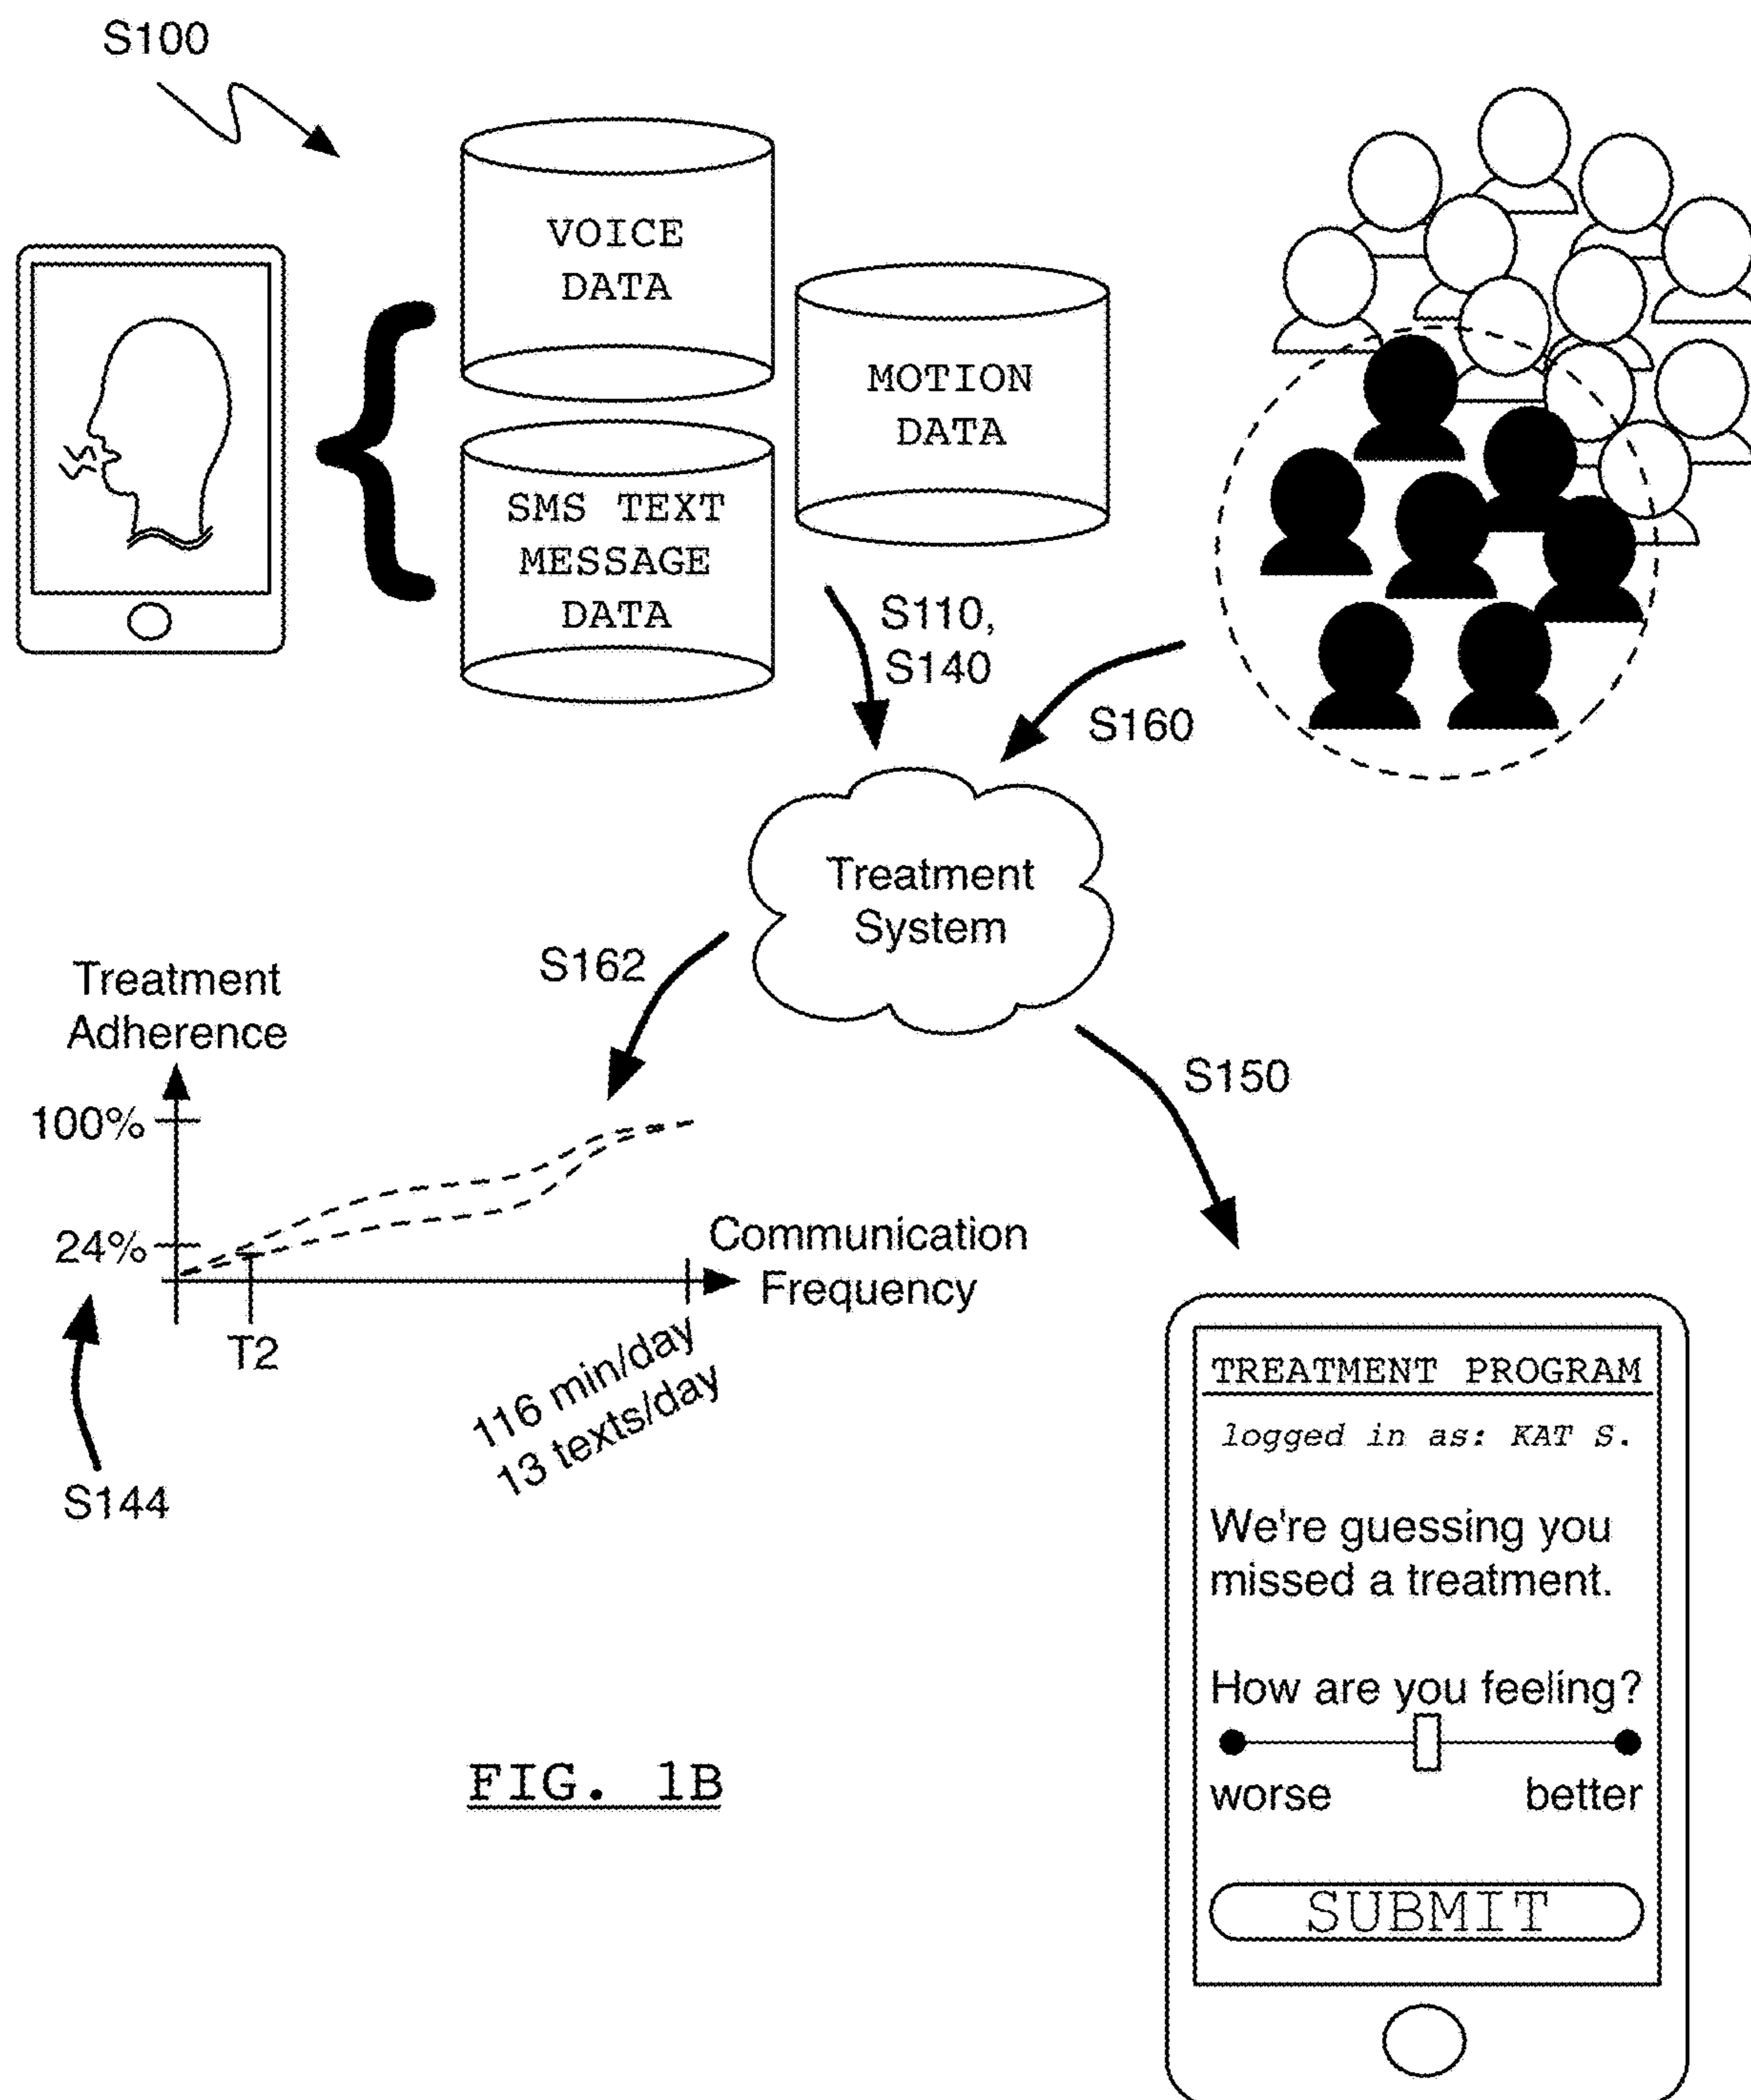 S100
VOICE
DATA
MOTION
DATA
SMS TEXT
MESSAGE
DATA
S110,
S140
S160
Treatment
System
S162
S150
Treatment
Adherence
100%
24%
T2
Communication
Frequency
116 min/day
13 texts/day
S144
TREATMENT PROGRAM
logged in as: KAT S.
We're guessing you
missed a treatment.
How are you feeling?
worse better
SUBMIT
FIG. 1B